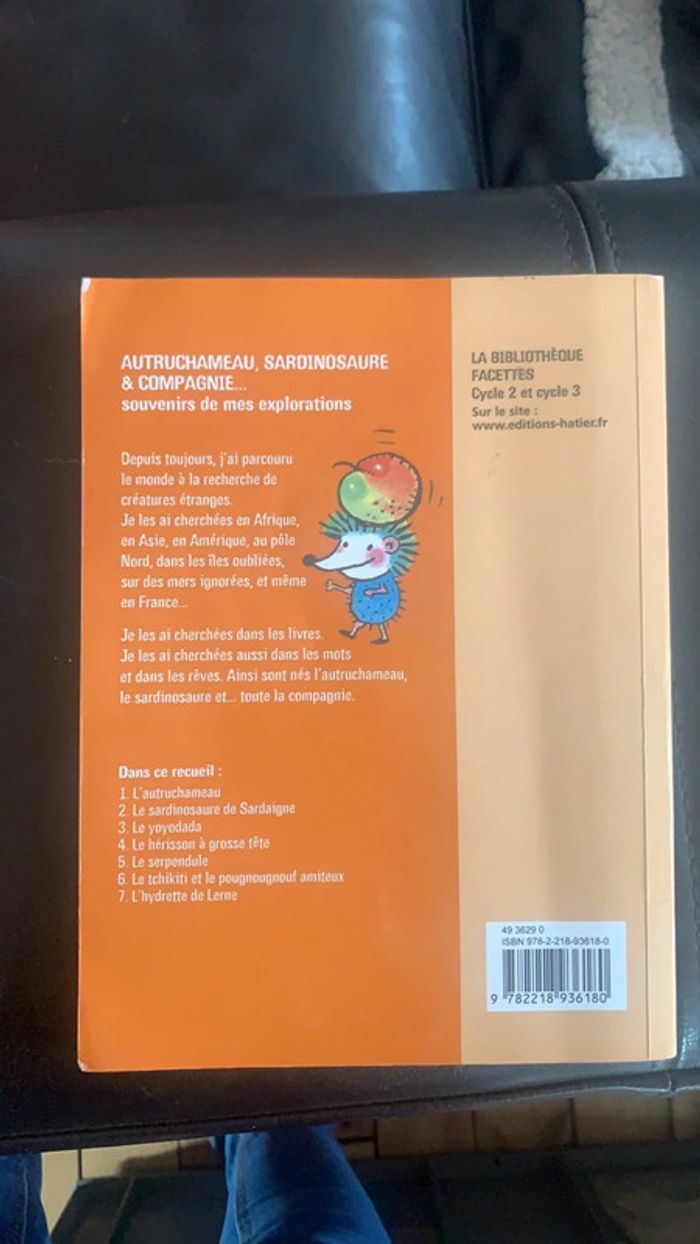 AUTRUCHAMEAU, SARDINOSAURE
& COMPAGNIE...
souvenirs de mes explorations
Depuis toujours, j'ai parcouru
le monde à la recherche de
créatures étranges.
Je les ai cherchées en Afrique,
en Asie, en Amérique, au pôle
Nord, dans les îles oubliées,
sur des mers ignorées, et même
en France...
Je les ai cherchées dans les livres.
Je les ai cherchées aussi dans les mots
et dans les rêves. Ainsi sont nés l'autruchameau,
le sardinosaure et... toute la compagnie.
Dans ce recueil :
1. L'autruchameau
2. Le sardinosaure de Sardaigne
3. Le yoyodada
4. Le hérisson à grosse tête
5. Le serpendule
6. Le tchikiti et le pougnougnouf amiteux
7. L'hydrette de Lerne
LA BIBLIOTHÈQUE
FACETTES
Cycle 2 et cycle 3
Sur le site :
www.editions-hatier.fr
49 3629 0
ISBN 978-2-218-93618-0
9 782218 936180